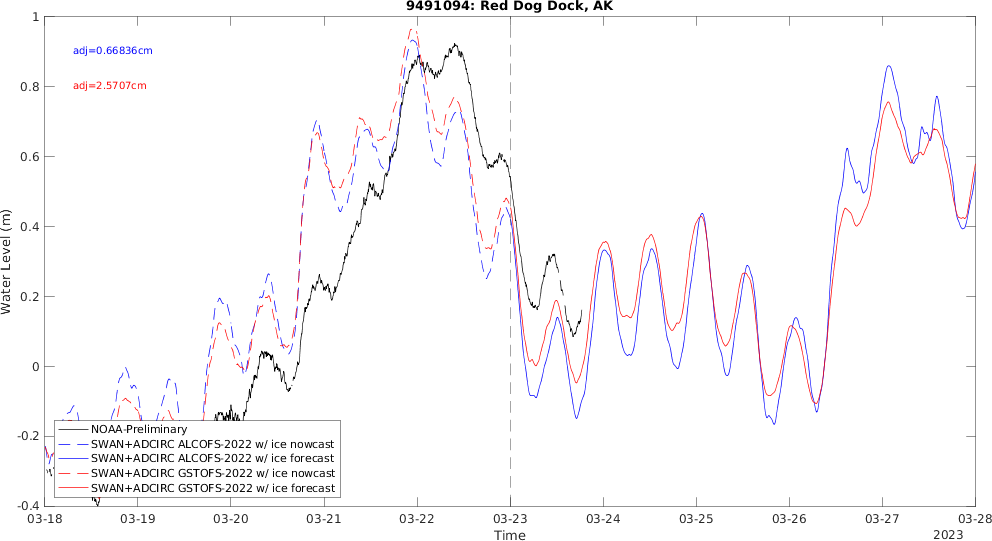 9491094: Red Dog Dock, AK
1
adj=0.66836cm
0.8
adj=2.5707cm
0.6
0.4
Water Level (m)
0.2
0
-0.2
-0.4
NOAA-Preliminary
SWAN+ADCIRC ALCOFS-2022 w/ ice nowcast
SWAN+ADCIRC ALCOFS-2022 w/ ice forecast
SWAN+ADCIRC GSTOFS-2022 w/ ice nowcast
SWAN+ADCIRC GSTOFS-2022 w/ ice forecast
03-18 03-19 03-20 03-21 03-22 03-23 03-24 03-25 03-26 03-27 03-28
Time
2023